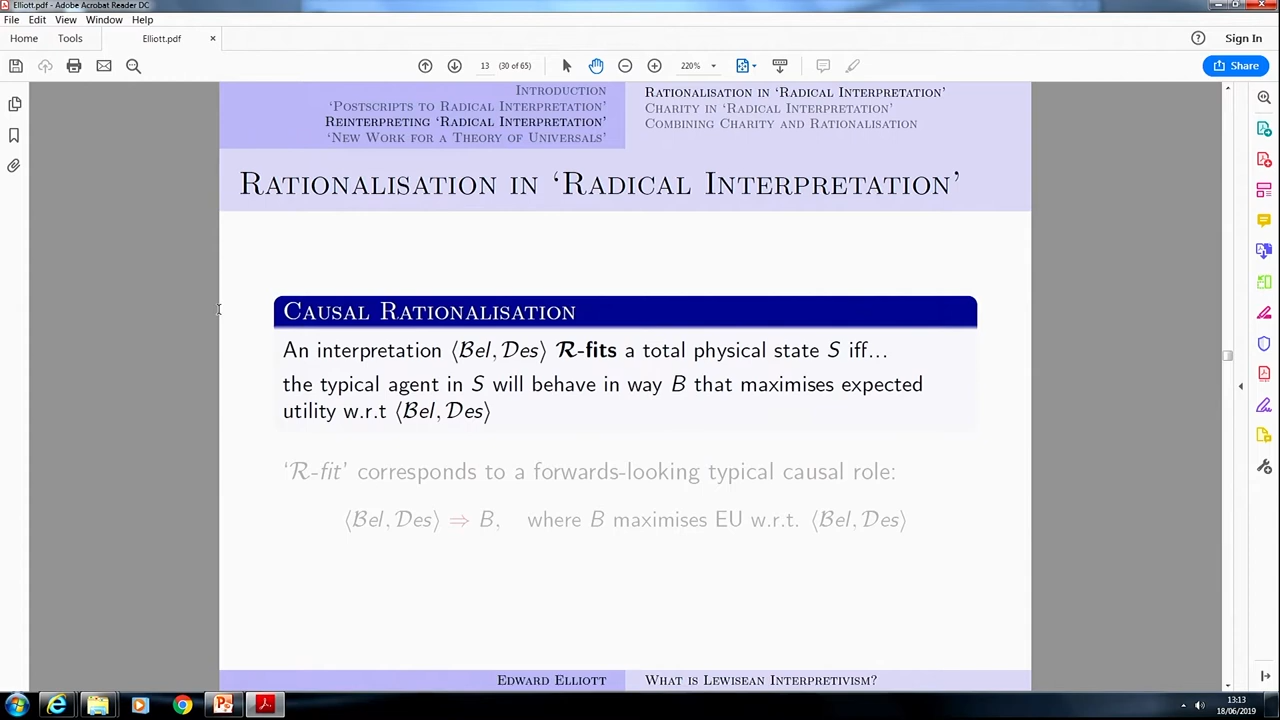 Elliott.pdf - Adobe Acrobat Reader DC
File Edit View Window Help
Home Tools Elliott.pdf × Sign In
13 (30 of 65) 220% Share
INTRODUCTION
'POSTSCRIPTS TO RADICAL INTERPRETATION'
REINTERPRETING 'RADICAL INTERPRETATION'
'NEW WORK FOR A THEORY OF UNIVERSALS'
RATIONALISATION IN 'RADICAL INTERPRETATION'
CHARITY IN 'RADICAL INTERPRETATION'
COMBINING CHARITY AND RATIONALISATION
RATIONALISATION IN 'RADICAL INTERPRETATION'
CAUSAL RATIONALISATION
An interpretation ⟨Bel, Des⟩ R-fits a total physical state S iff...
the typical agent in S will behave in way B that maximises expected
utility w.r.t ⟨Bel, Des⟩
'R-fit' corresponds to a forwards-looking typical causal role:
⟨Bel, Des⟩ ⇒ B, where B maximises EU w.r.t. ⟨Bel, Des⟩
EDWARD ELLIOTT WHAT IS LEWISEAN INTERPRETIVISM?
13:13
18/06/2019